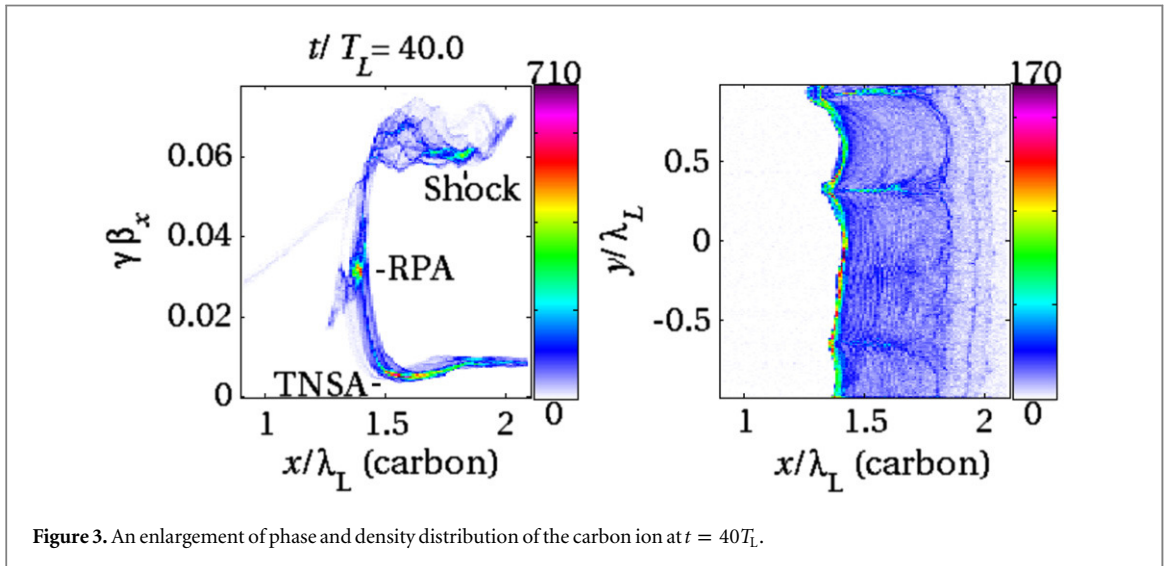 t/ T_L = 40.0
710
0.06
0.04
0.02
0
γβ_x
Shock
-RPA
TNSA-
0
1
1.5
2
x/λ_L (carbon)
170
0.5
0
-0.5
y/λ_L
0
1
1.5
2
x/λ_L (carbon)
Figure 3. An enlargement of phase and density distribution of the carbon ion at t = 40T_L.